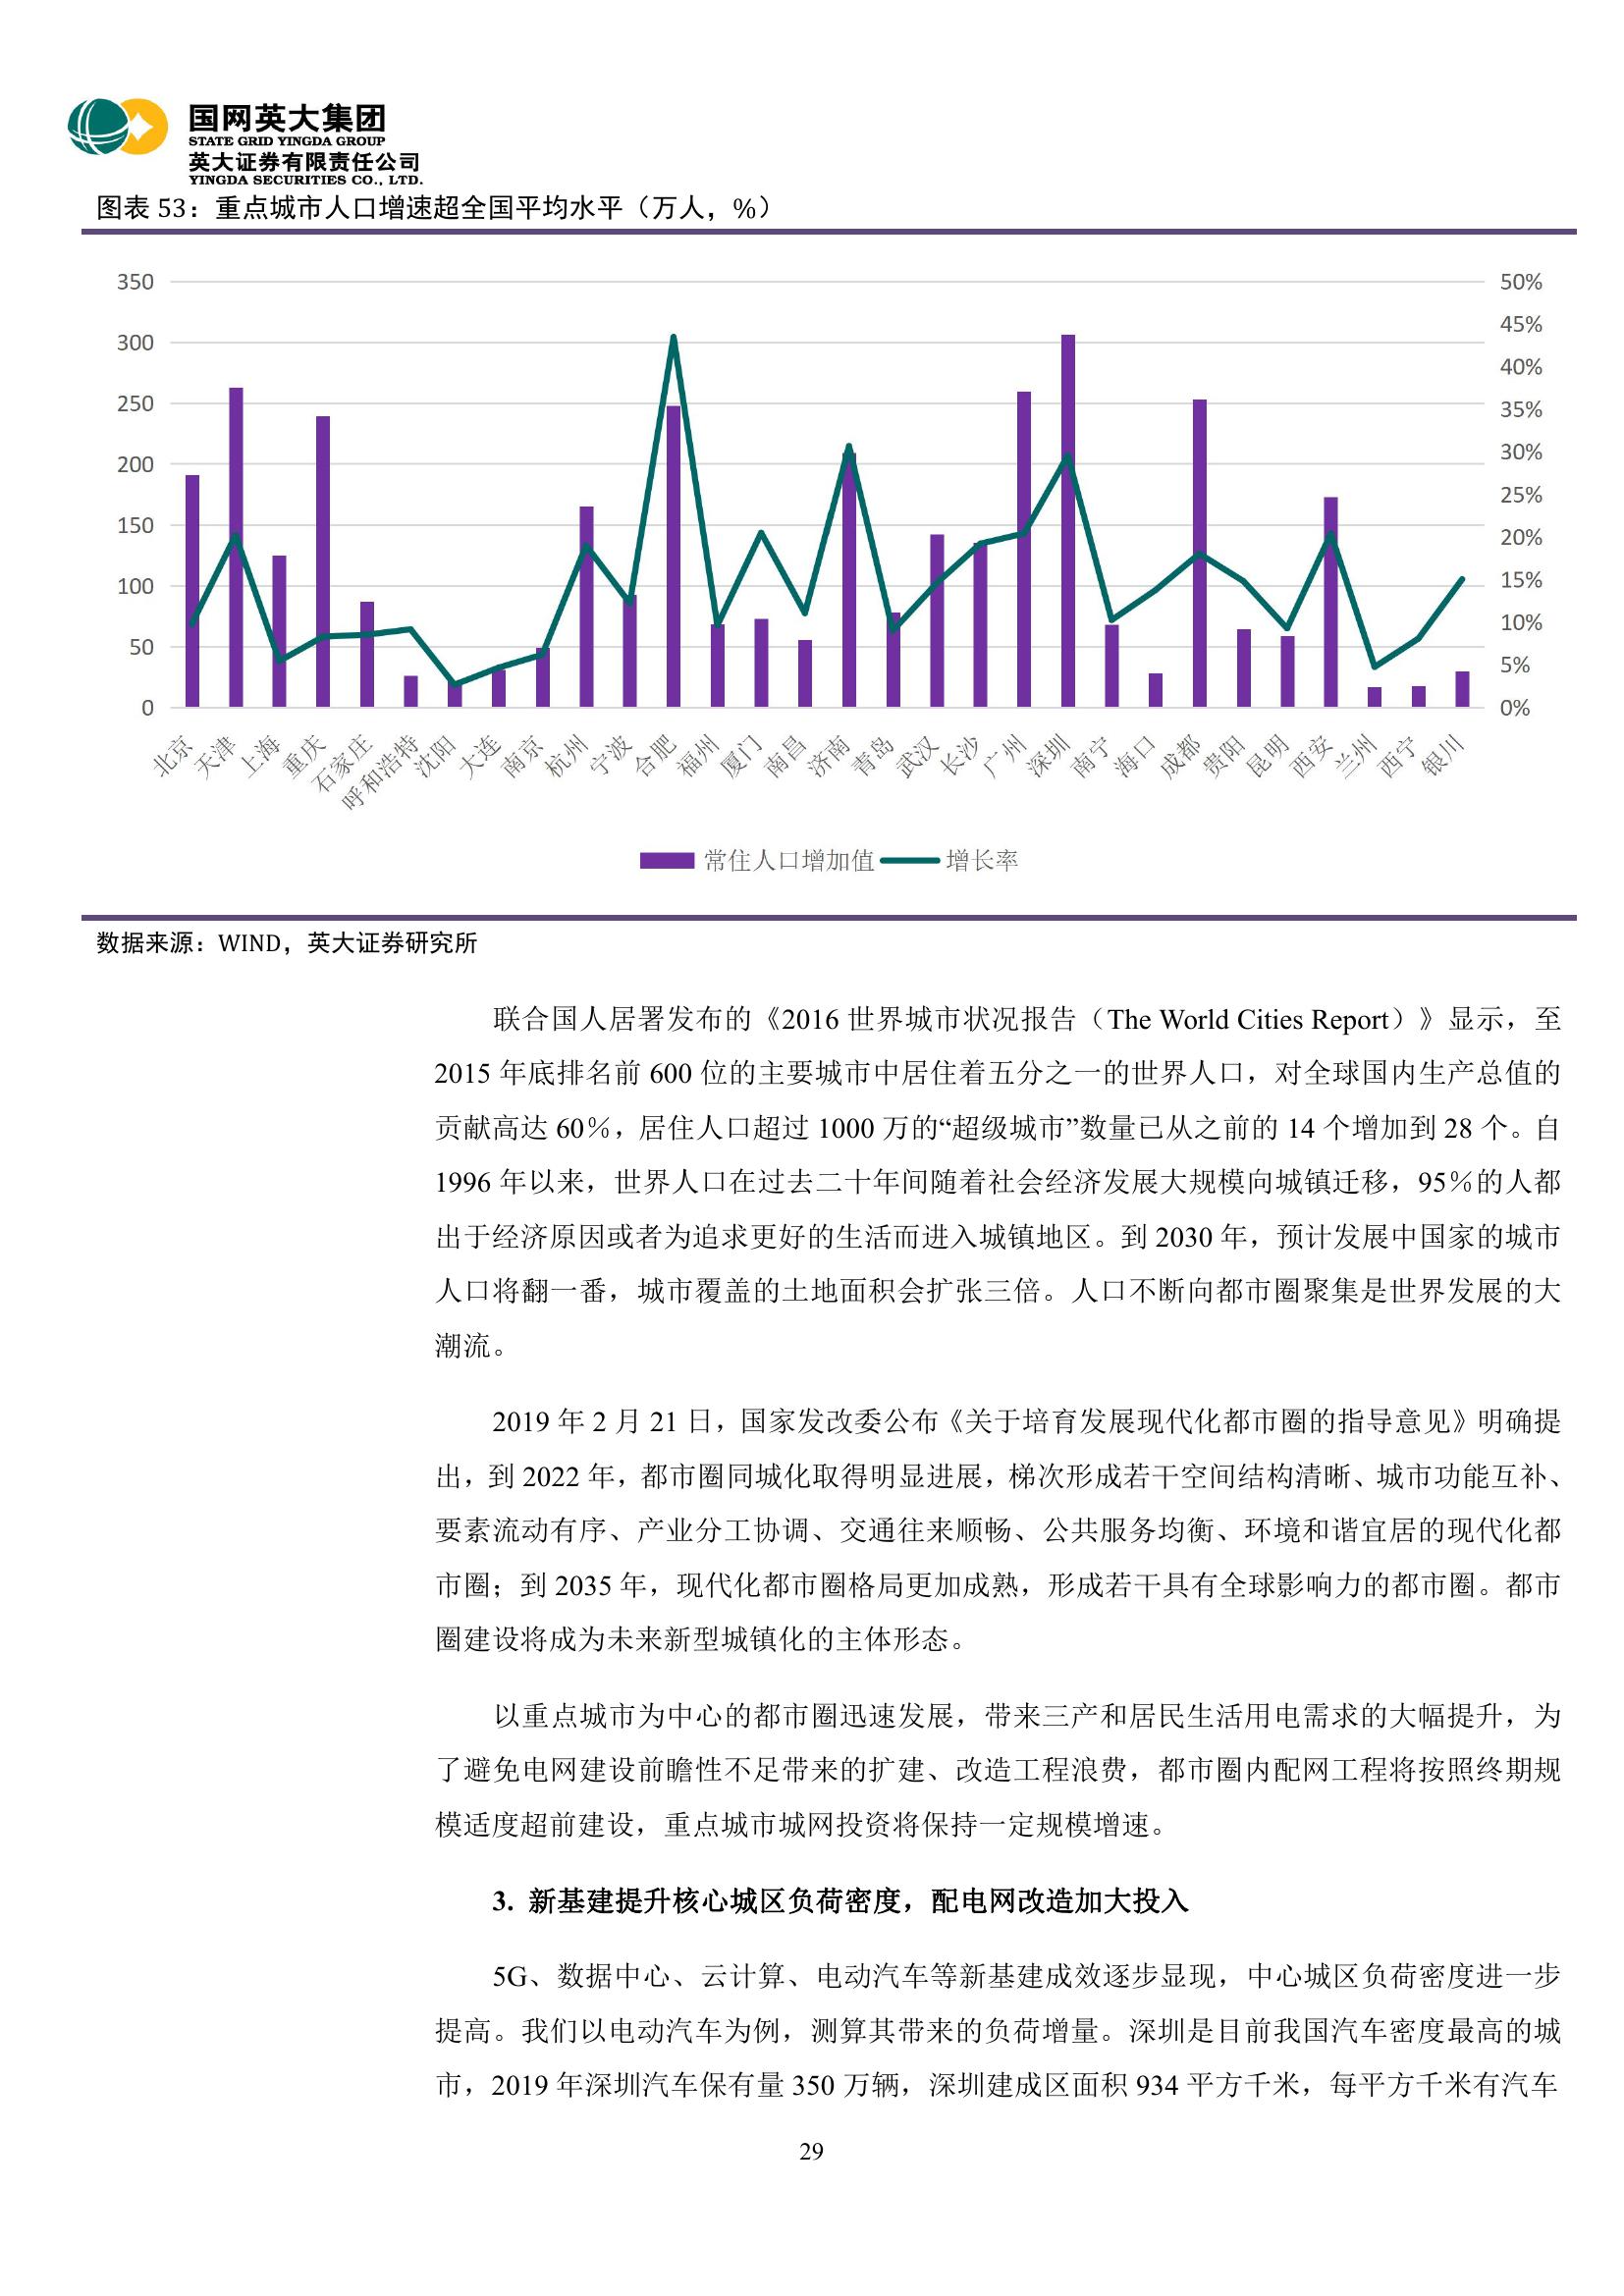 国网英大集团
STATE GRID YINGDA GROUP
英大证券有限责任公司
YINGDA SECURITIES CO., LTD.
图表 53：重点城市人口增速超全国平均水平（万人，%）
350
300
250
200
150
100
50
0
50%
45%
40%
35%
30%
25%
20%
15%
10%
5%
0%
北京
天津
上海
重庆
石家庄
呼和浩特
沈阳
大连
南京
杭州
宁波
合肥
福州
厦门
南昌
济南
青岛
武汉
长沙
广州
深圳
南宁
海口
成都
贵阳
昆明
西安
兰州
西宁
银川
常住人口增加值 增长率
数据来源：WIND，英大证券研究所
联合国人居署发布的《2016 世界城市状况报告（The World Cities Report）》显示，至
2015 年底排名前 600 位的主要城市中居住着五分之一的世界人口，对全球国内生产总值的
贡献高达 60％，居住人口超过 1000 万的“超级城市”数量已从之前的 14 个增加到 28 个。自
1996 年以来，世界人口在过去二十年间随着社会经济发展大规模向城镇迁移，95％的人都
出于经济原因或者为追求更好的生活而进入城镇地区。到 2030 年，预计发展中国家的城市
人口将翻一番，城市覆盖的土地面积会扩张三倍。人口不断向都市圈聚集是世界发展的大
潮流。
2019 年 2 月 21 日，国家发改委公布《关于培育发展现代化都市圈的指导意见》明确提
出，到 2022 年，都市圈同城化取得明显进展，梯次形成若干空间结构清晰、城市功能互补、
要素流动有序、产业分工协调、交通往来顺畅、公共服务均衡、环境和谐宜居的现代化都
市圈；到 2035 年，现代化都市圈格局更加成熟，形成若干具有全球影响力的都市圈。都市
圈建设将成为未来新型城镇化的主体形态。
以重点城市为中心的都市圈迅速发展，带来三产和居民生活用电需求的大幅提升，为
了避免电网建设前瞻性不足带来的扩建、改造工程浪费，都市圈内配网工程将按照终期规
模适度超前建设，重点城市城网投资将保持一定规模增速。
3. 新基建提升核心城区负荷密度，配电网改造加大投入
5G、数据中心、云计算、电动汽车等新基建成效逐步显现，中心城区负荷密度进一步
提高。我们以电动汽车为例，测算其带来的负荷增量。深圳是目前我国汽车密度最高的城
市，2019 年深圳汽车保有量 350 万辆，深圳建成区面积 934 平方千米，每平方千米有汽车
29